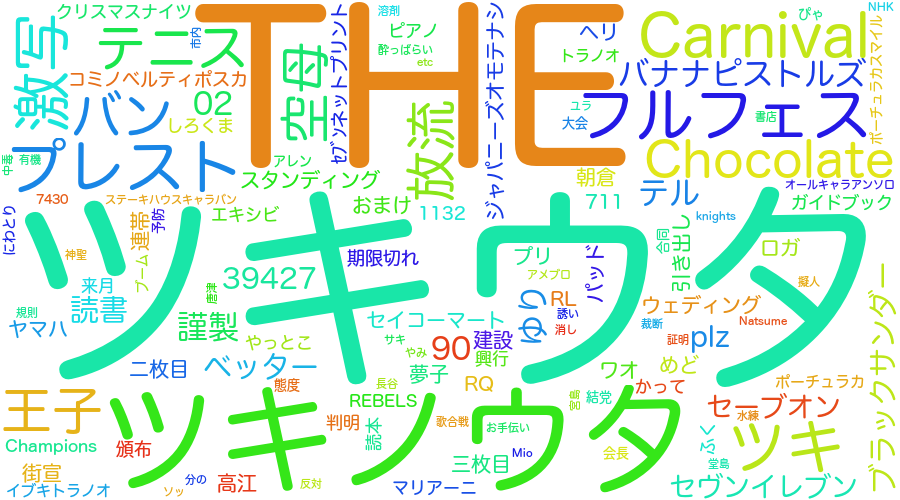 クリスマスナイツ
THE
溶剤
ぴゃ
NHK
激写
テニス
市内
空母
セブンネットプリント
ピアノ
酔っぱらい
etc
ジャパニーズオモテナシ
ヘリ
トラノオ
Carnival
ポーチュラカスマイル
コミノベルティポスカ
バナナピストルズ
バン
02
しろくま
放流
ユラ
大会
フルフェス
書店
中毒
有機
プレスト
アレン
スタンディング
朝倉
Chocolate
7430
ステーキハウスキャラバン
おまけ
1132
711
テル
オールキャラアンソロ
knights
ガイドブック
にわとり
ツキウタ
連帯
予防
エキシビ
神聖
ブーム
期限切れ
プリ
パッド
合同
引き出し
ロガ
来月
39427
アメプロ
擬人
読書
唐津
ゆり
RL
ウェディング
規則
ヤマハ
謹製
セイコーマート
誘い
裁断
Natsume
やっとこ
サキ
建設
消し
証明
plz
ブラックサンダー
二枚目
ベッター
やみ
90
興行
夢子
ワオ
めど
王子
態度
長谷
RQ
宮島
結党
かって
ポーチュラカ
REBELS
セーブオン
ツキノウタ
判明
読本
歌合戦
お手伝い
水練
ツキ
Champions
頒布
三枚目
Mio
会長
ふく
堂島
街宣
分の
高江
反対
イブキトラノオ
ソッ
マリアーニ
セヴンイレブン